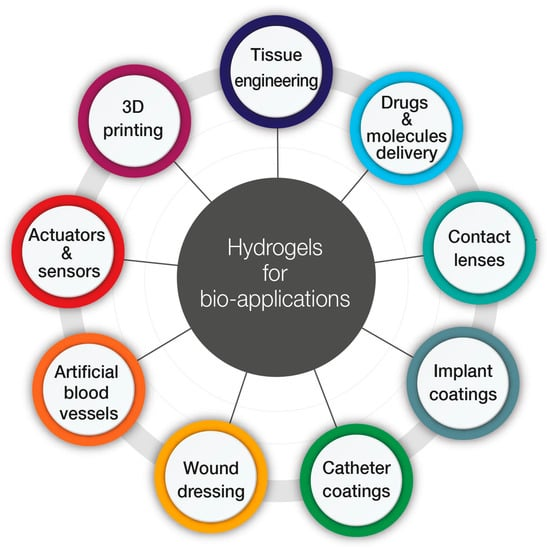 Tissue
engineering
Drugs
&
molecules
delivery
Contact
lenses
Implant
coatings
Catheter
coatings
Wound
dressing
Artificial
blood
vessels
Actuators
&
sensors
3D
printing
Hydrogels
for
bio-applications